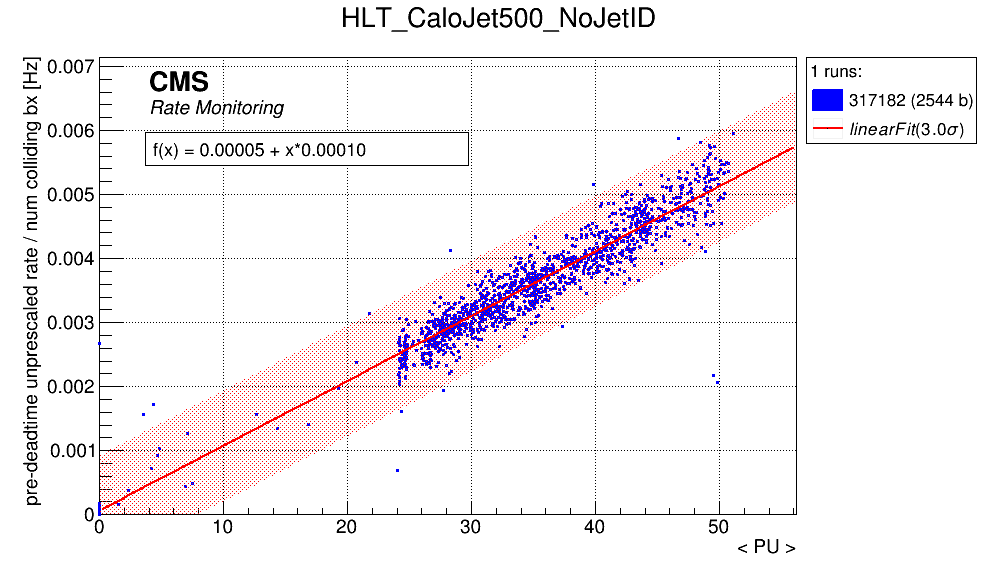 HLT_CaloJet500_NoJetID
pre-deadtime unprescaled rate / num colliding bx [Hz]
0.007
0.006
0.005
0.004
0.003
0.002
0.001
0
CMS
Rate Monitoring
f(x) = 0.00005 + x*0.00010
0 10 20 30 40 50
< PU >
1 runs:
317182 (2544 b)
linearFit(3.0σ)